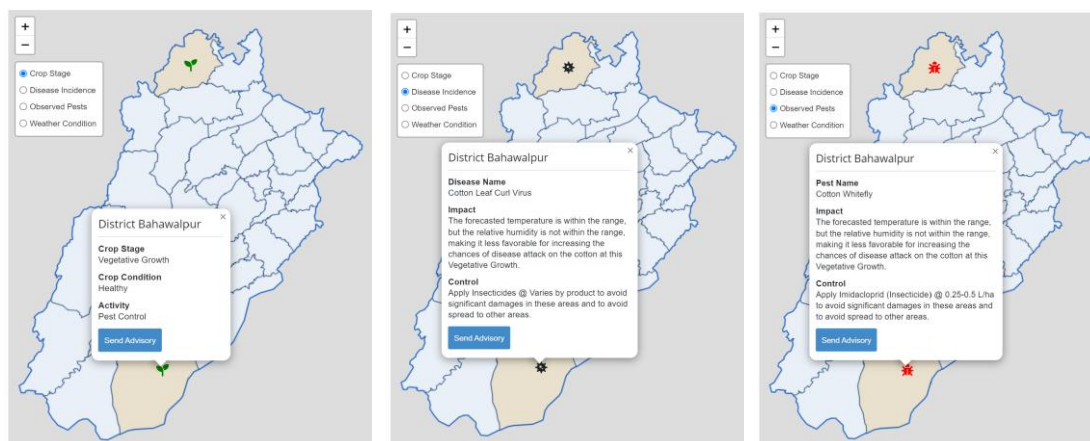 +
−
Crop Stage
Disease Incidence
Observed Pests
Weather Condition
District Bahawalpur
×
Crop Stage
Vegetative Growth
Crop Condition
Healthy
Activity
Pest Control
Send Advisory
+
−
Crop Stage
Disease Incidence
Observed Pests
Weather Condition
District Bahawalpur
×
Disease Name
Cotton Leaf Curl Virus
Impact
The forecasted temperature is within the range,
but the relative humidity is not within the range,
making it less favorable for increasing the
chances of disease attack on the cotton at this
Vegetative Growth.
Control
Apply Insecticides @ Varies by product to avoid
significant damages in these areas and to avoid
spread to other areas.
Send Advisory
+
−
Crop Stage
Disease Incidence
Observed Pests
Weather Condition
District Bahawalpur
×
Pest Name
Cotton Whitefly
Impact
The forecasted temperature is within the range,
but the relative humidity is not within the range,
making it less favorable for increasing the
chances of disease attack on the cotton at this
Vegetative Growth.
Control
Apply Imidacloprid (Insecticide) @ 0.25-0.5 L/ha
to avoid significant damages in these areas and
to avoid spread to other areas.
Send Advisory